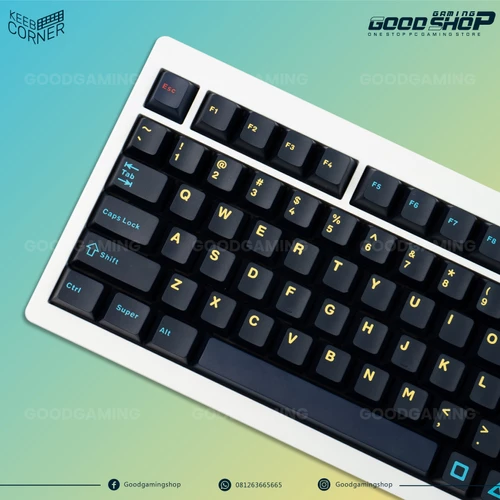 KEEB
CORNER
GAMING
GOOD SHOP
ONE STOP PC GAMING STORE
GOODGAMING
GOODGAMING
Esc
F1
F2
F3
F4
F5
F6
F7
F8
~
`
!
1
@
2
#
3
$
4
%
5
^
6
&
7
*
8
(
9
Tab
Q
W
E
R
T
Y
U
I
O
Caps Lock
A
S
D
F
G
H
J
K
L
GOODGAMING
GOODGAMING
Shift
Z
X
C
V
B
N
M
<
,
>
.
Ctrl
Super
Alt
GOODGAMING
GOODGAMING
Goodgamingshop
081263665665
@Goodgamingshop